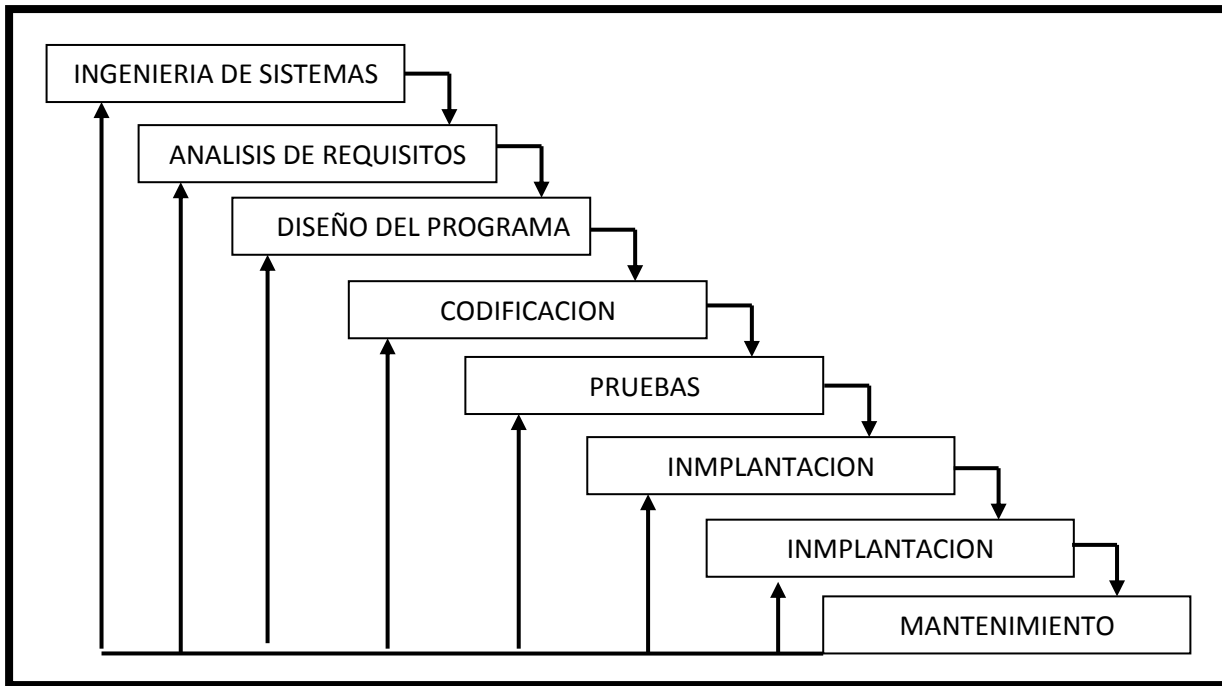 INGENIERIA DE SISTEMAS
ANALISIS DE REQUISITOS
DISEÑO DEL PROGRAMA
CODIFICACION
PRUEBAS
INMPLANTACION
INMPLANTACION
MANTENIMIENTO